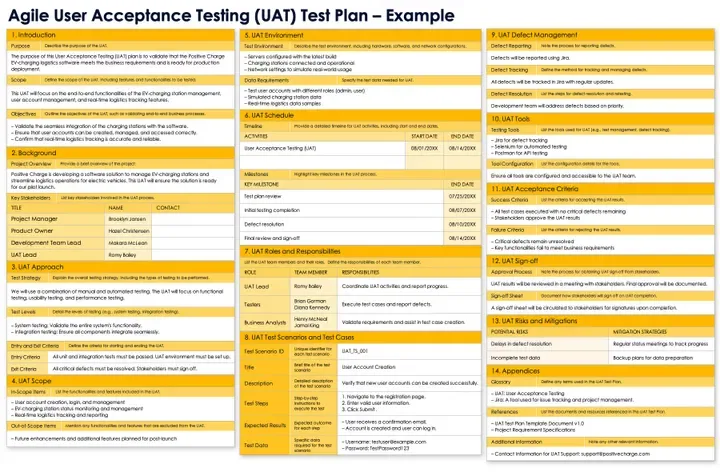 Agile User Acceptance Testing (UAT) Test Plan – Example
1. Introduction
Purpose Describe the purpose of the UAT.
The purpose of the User Acceptance Testing (UAT) plan is to validate that the Positive Charge
EV-charging logistics software meets the business requirements and is ready for production
deployment.
Scope Define the scope of the UAT, including features and functionalities to be tested.
This UAT will focus on the end-to-end functionalities of the EV-charging station management,
user account management, and real-time logistics tracking features.
Objectives Outline the objectives of the UAT, such as validating end-to-end business processes.
– Validate the seamless integration of the charging stations with the software.
– Ensure that user accounts can be created, managed, and accessed correctly.
– Confirm that real-time logistics tracking is accurate and reliable.
2. Background
Project Overview Provide a brief overview of the project.
Positive Charge is developing a software solution to manage EV-charging stations and
streamline logistics operations for electric vehicles. This UAT will ensure the solution is ready
for our pilot launch.
Key Stakeholders List key stakeholders involved in the UAT process.
TITLE NAME CONTACT
Project Manager Brooklyn Jansen
Product Owner Hazel Christensen
Development Team Lead Makara McLean
UAT Lead Romy Bailey
3. UAT Approach
Test Strategy Explain the overall testing strategy, including the types of testing to be performed.
We will use a combination of manual and automated testing. The UAT will focus on functional
testing, usability testing, and performance testing.
Test Levels Detail the levels of testing (e.g., system testing, integration testing).
– System testing: Validate the entire system's functionality.
– Integration testing: Ensure all components integrate seamlessly.
Entry and Exit Criteria Define the criteria for starting and ending the UAT.
Entry Criteria All unit and integration tests must be passed. UAT environment must be set up.
Exit Criteria All critical defects must be resolved. Stakeholders must sign off.
4. UAT Scope
In-Scope Items List the functionalities and features included in the UAT.
– User account creation, login, and management
– EV-charging station status monitoring and management
– Real-time logistics tracking and reporting
Out-of-Scope Items Mention any functionalities and features that are excluded from the UAT.
– Future enhancements and additional features planned for post-launch
5. UAT Environment
Test Environment Describe the test environment, including hardware, software, and network configurations.
– Servers configured with the latest build
– Charging stations connected and operational
– Network settings to simulate real-world usage
Data Requirements Specify the test data needed for UAT.
– Test user accounts with different roles (admin, user)
– Simulated charging station data
– Real-time logistics data samples
6. UAT Schedule
Timeline Provide a detailed timeline for UAT activities, including start and end dates.
ACTIVITIES START DATE END DATE
User Acceptance Testing (UAT) 08/01/20XX 08/14/20XX
Milestones Highlight key milestones in the UAT process.
KEY MILESTONE END DATE
Test plan review 07/25/20XX
Initial testing completion 08/07/20XX
Defect resolution 08/10/20XX
Final review and sign-off 08/14/20XX
7. UAT Roles and Responsibilities
List the UAT team members and their roles. Define the responsibilities of each team member.
ROLE TEAM MEMBER RESPONSIBILITIES
UAT Lead Romy Bailey Coordinate UAT activities and report progress.
Testers Brian Gorman
Diana Kennedy Execute test cases and report defects.
Business Analysts Henry McNeal
Jamar King Validate requirements and assist in test case creation.
8. UAT Test Scenarios and Test Cases
Test Scenario ID Unique identifier for each test scenario. UAT_TS_001
Title Brief title of the test scenario User Account Creation
Description Detailed description of the test scenario Verify that new user accounts can be created successfully.
Test Steps Step-by-step instructions to execute the test
1. Navigate to the registration page.
2. Enter valid user information.
3. Click Submit.
Expected Results Expected outcome for each step
– User receives a confirmation email.
– Account is created and user can log in.
Test Data Specific data required for the test scenario
– Username: testuser@example.com
– Password: TestPassword123
9. UAT Defect Management
Defect Reporting Note the process for reporting defects.
Defects will be reported using Jira.
Defect Tracking Define the method for tracking and managing defects.
All defects will be tracked in Jira with regular updates.
Defect Resolution List the steps for defect resolution and retesting.
Development team will address defects based on priority.
10. UAT Tools
Testing Tools List the tools used for UAT (e.g., test management, defect tracking).
– Jira for defect tracking
– Selenium for automated testing
– Postman for API testing
Tool Configuration List the configuration details for the tools.
Ensure all tools are configured and accessible to the UAT team.
11. UAT Acceptance Criteria
Success Criteria List the criteria for accepting the UAT results.
– All test cases executed with no critical defects remaining
– Stakeholders approve the UAT results
Failure Criteria List the criteria for rejecting the UAT results.
– Critical defects remain unresolved
– Key functionalities fail to meet business requirements
12. UAT Sign-off
Approval Process Note the process for obtaining UAT sign-off from stakeholders.
UAT results will be reviewed in a meeting with stakeholders. Final approval will be documented.
Sign-off Sheet Document how stakeholders will sign off on UAT completion.
A sign-off sheet will be circulated to stakeholders for signatures upon completion.
13. UAT Risks and Mitigations
POTENTIAL RISKS MITIGATION STRATEGIES
Delays in defect resolution Regular status meetings to track progress
Incomplete test data Backup plans for data preparation
14. Appendices
Glossary Define any terms used in the UAT Test Plan.
– UAT: User Acceptance Testing
– Jira: A tool used for issue tracking and project management.
References List the documents and resources referenced in the UAT Test Plan.
– UAT Test Plan Template Document v1.0
– Project Requirements Specifications
Additional Information Note any other relevant information.
– Contact information for UAT Support: support@positivecharge.com